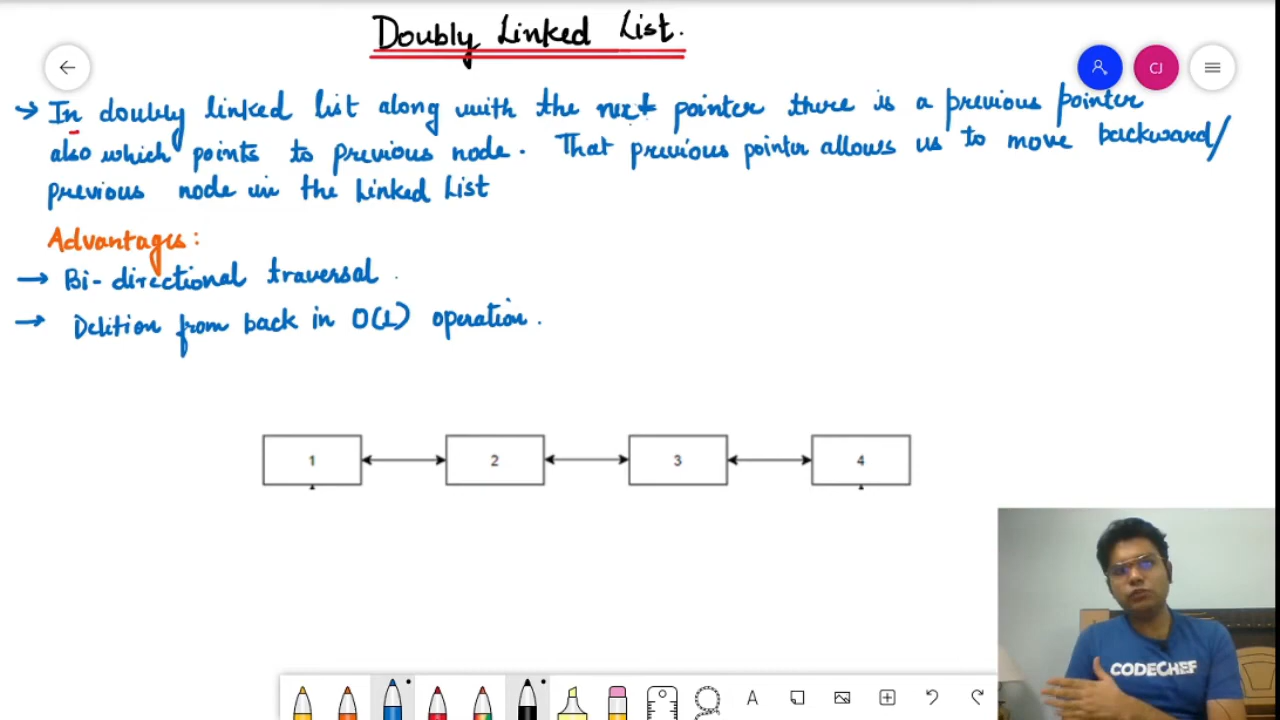 Doubly Linked List.
CJ
→ In doubly linked list along with the next pointer there is a previous pointer
also which points to previous node. That previous pointer allows us to move backward/
previous node in the Linked List
Advantages:
→ Bi-directional traversal.
→ Delition from back in O(1) operation.
1 2 3 4
CODECHEF
A